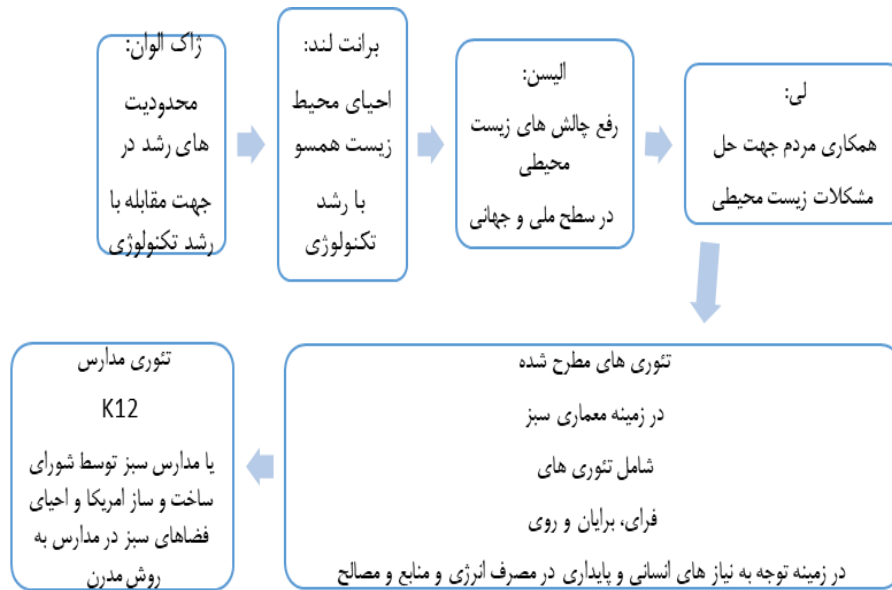 ژاک الوان:
محدودیت
های رشد در
جهت مقابله با
رشد تکنولوژی
برانت لند:
احیای محیط
زیست همسو
با رشد
تکنولوژی
الیسن:
رفع چالش های زیست
محیطی
در سطح ملی و جهانی
لی:
همکاری مردم جهت حل
مشکلات زیست محیطی
تئوری های مطرح شده
در زمینه معماری سبز
شامل تئوری های
فرای، برایان و روی
در زمینه توجه به نیاز های انسانی و پایداری در مصرف انرژی و منابع و مصالح
تئوری مدارس
K12
یا مدارس سبز توسط شورای
ساخت و ساز امریکا و احیای
فضاهای سبز در مدارس به
روش مدرن